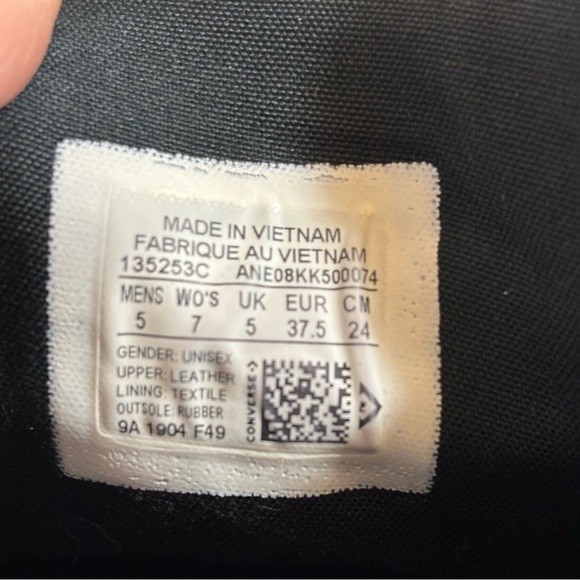 MADE IN VIETNAM
FABRIQUE AU VIETNAM
135253C ANE08KK500074
MENS WO'S UK EUR CM
5 7 5 37.5 24
GENDER: UNISEX
UPPER: LEATHER
LINING: TEXTILE
OUTSOLE: RUBBER
9A 1904 F49
CONVERSE